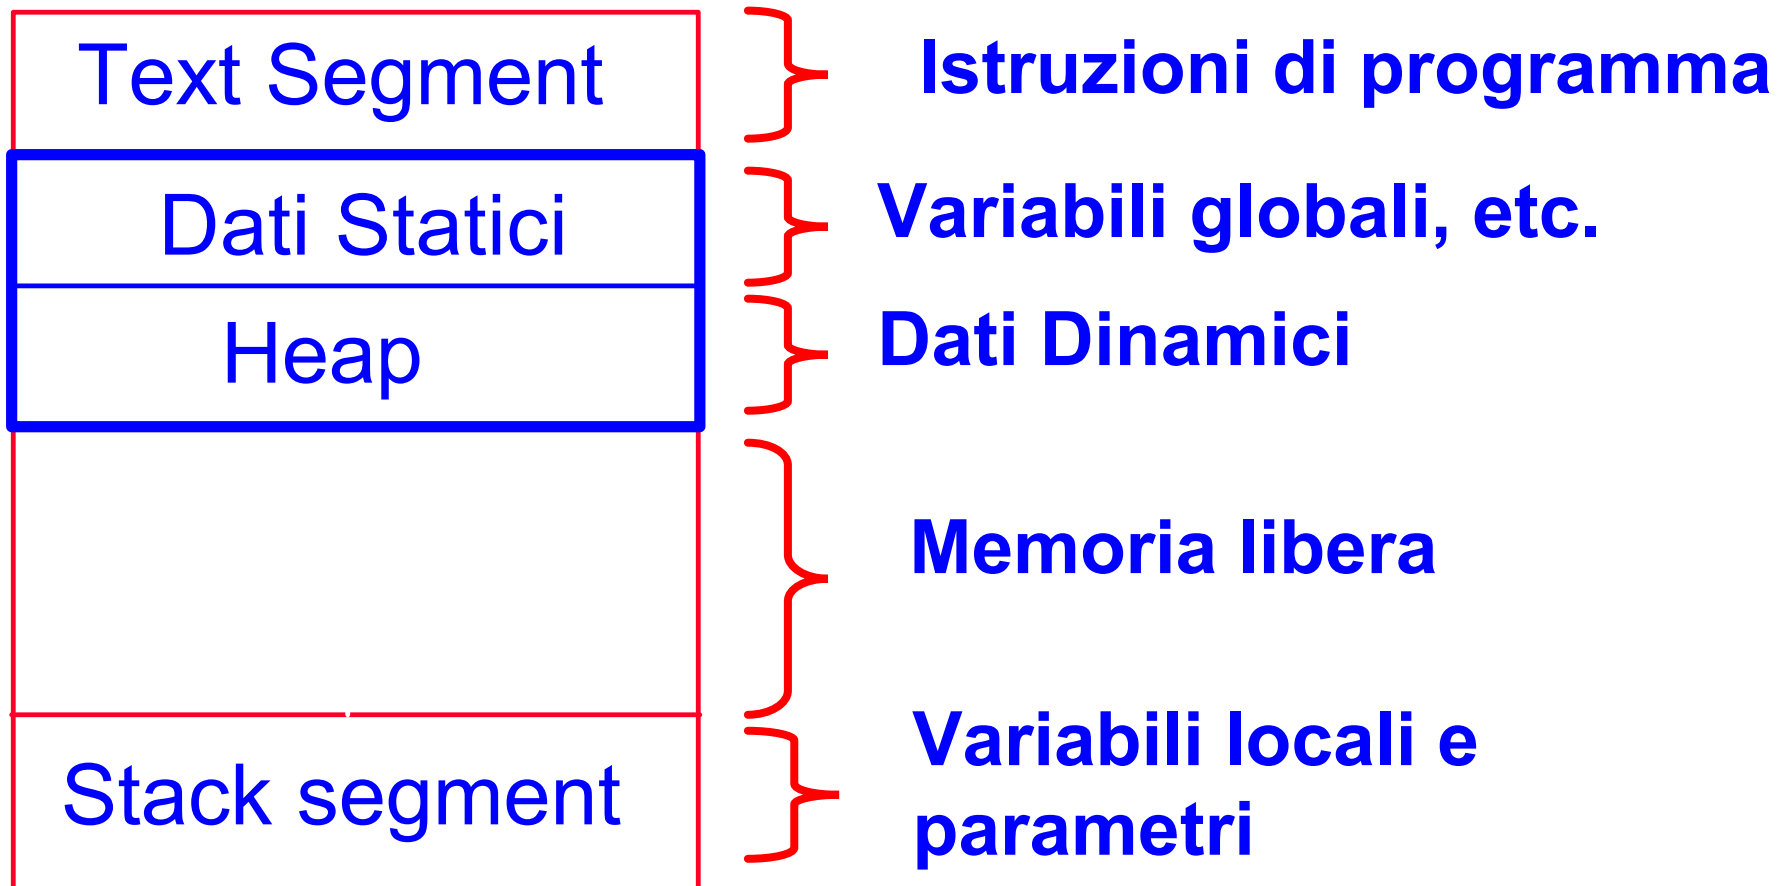 Text Segment
Istruzioni di programma
Dati Statici
Variabili globali, etc.
Heap
Dati Dinamici
Memoria libera
Stack segment
Variabili locali e
parametri